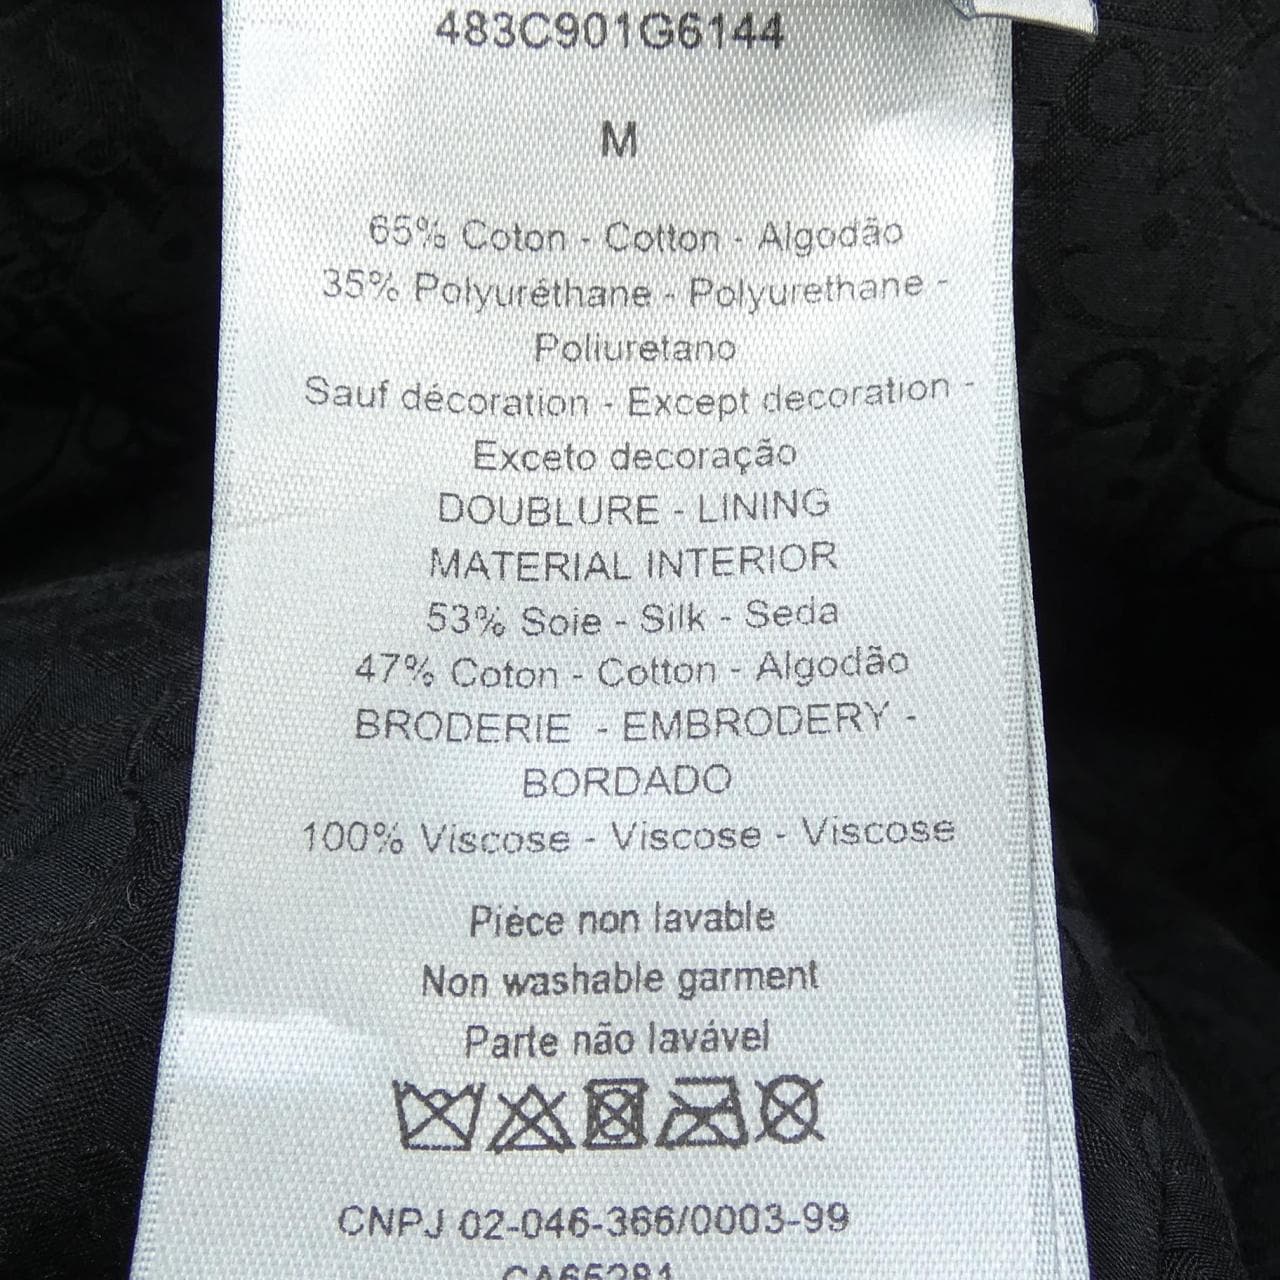 483C901G6144
M
65% Coton - Cotton - Algodão
35% Polyuréthane - Polyurethane -
Poliuretano
Sauf décoration - Except decoration -
Exceto decoração
DOUBLURE - LINING
MATERIAL INTERIOR
53% Soie - Silk - Seda
47% Coton - Cotton - Algodão
BRODERIE - EMBRODERY -
BORDADO
100% Viscose - Viscose - Viscose
Pièce non lavable
Non washable garment
Parte não lavável
CNPJ 02-046-366/0003-99